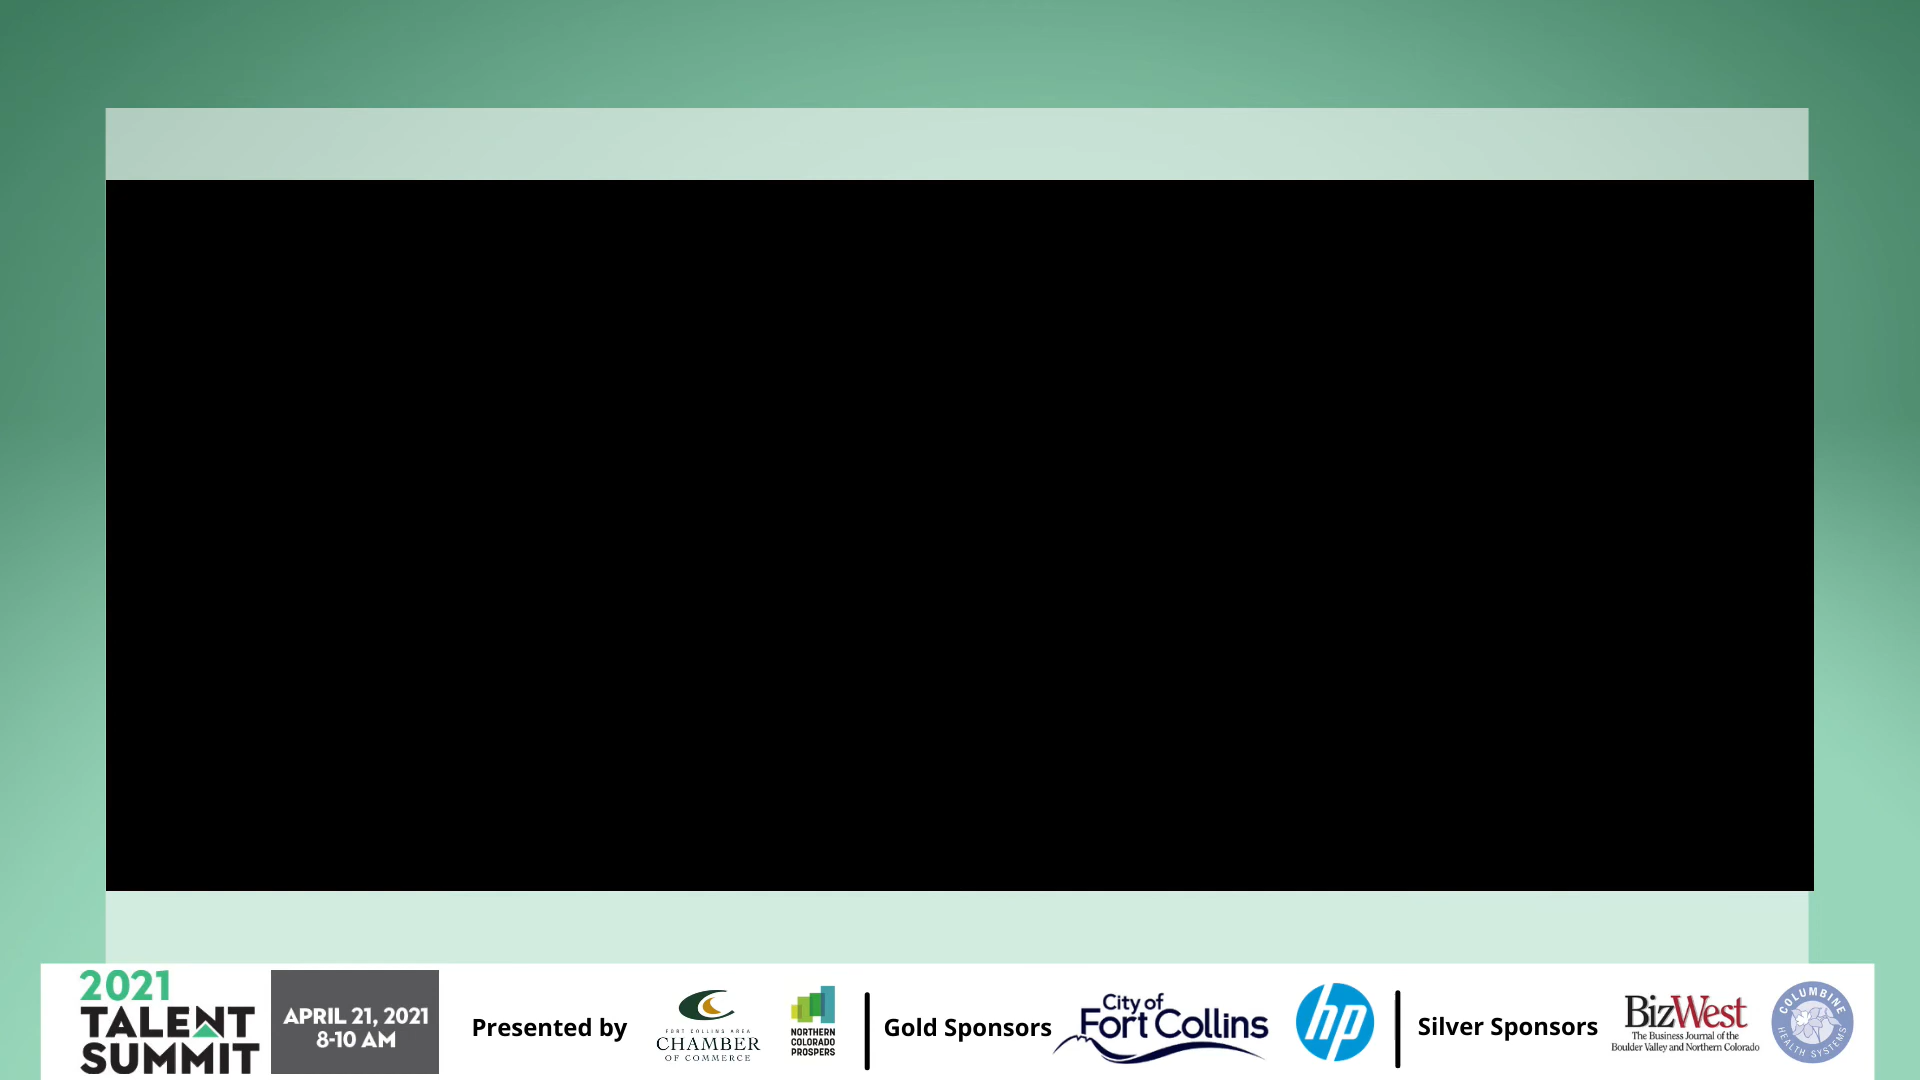 2021
TALENT
SUMMIT
APRIL 21, 2021
8-10 AM
Presented by
FORT COLLINS AREA
CHAMBER
OF COMMERCE
NORTHERN
COLORADO
PROSPERS
Gold Sponsors
City of
Fort Collins
hp
Silver Sponsors
BizWest
The Business Journal of the
Boulder Valley and Northern Colorado
COLUMBINE
HEALTH SYSTEMS